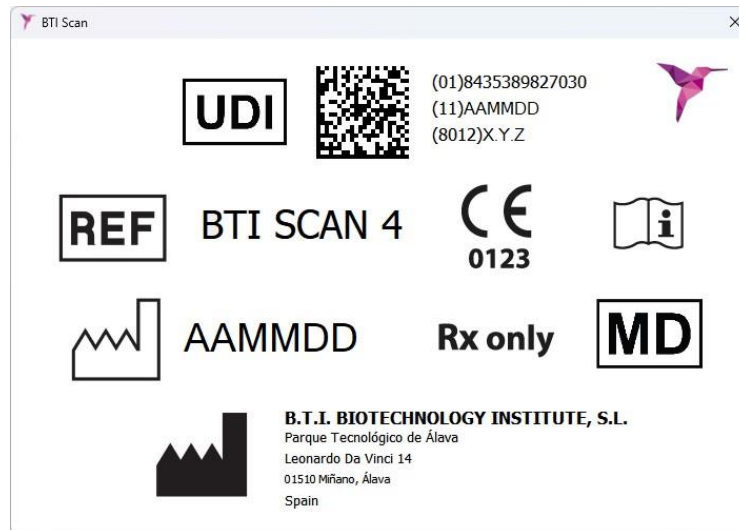 BTI Scan
UDI
(01)8435389827030
(11)AAMMDD
(8012)X.Y.Z
REF
BTI SCAN 4
CE
0123
i
AAMMDD
Rx only
MD
B.T.I. BIOTECHNOLOGY INSTITUTE, S.L.
Parque Tecnológico de Álava
Leonardo Da Vinci 14
01510 Miñano, Álava
Spain